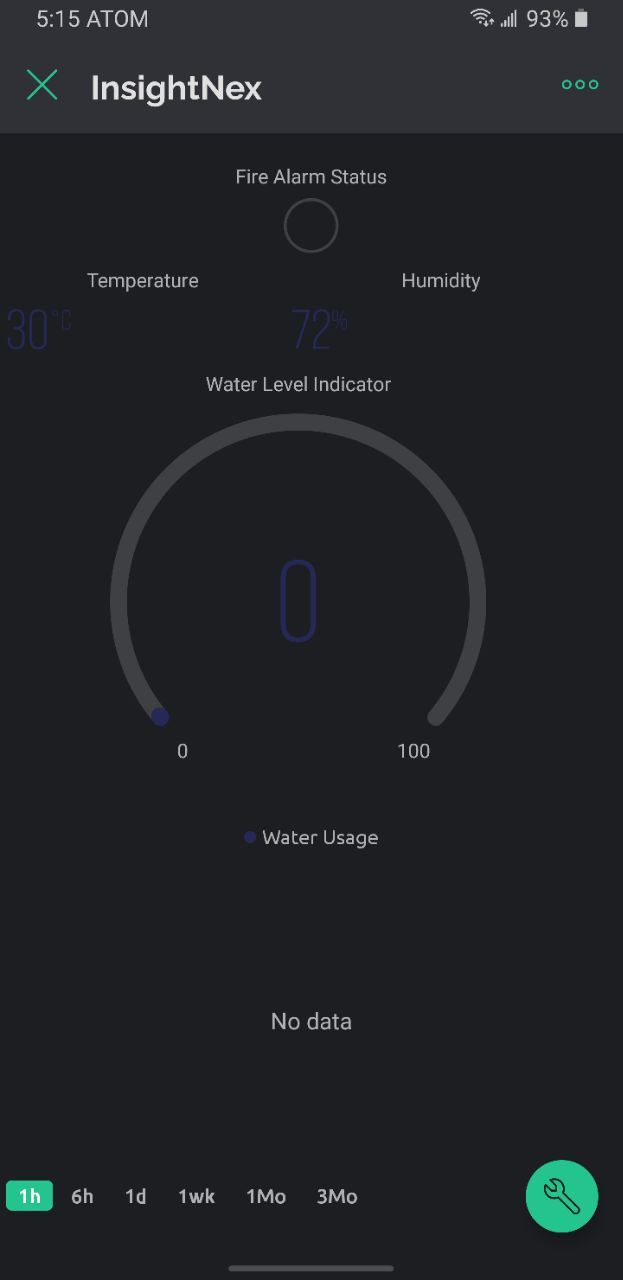 5:15 ATOM 93%
InsightNex
Fire Alarm Status
Temperature Humidity
30°C 72%
Water Level Indicator
0
0 100
Water Usage
No data
1h 6h 1d 1wk 1Mo 3Mo